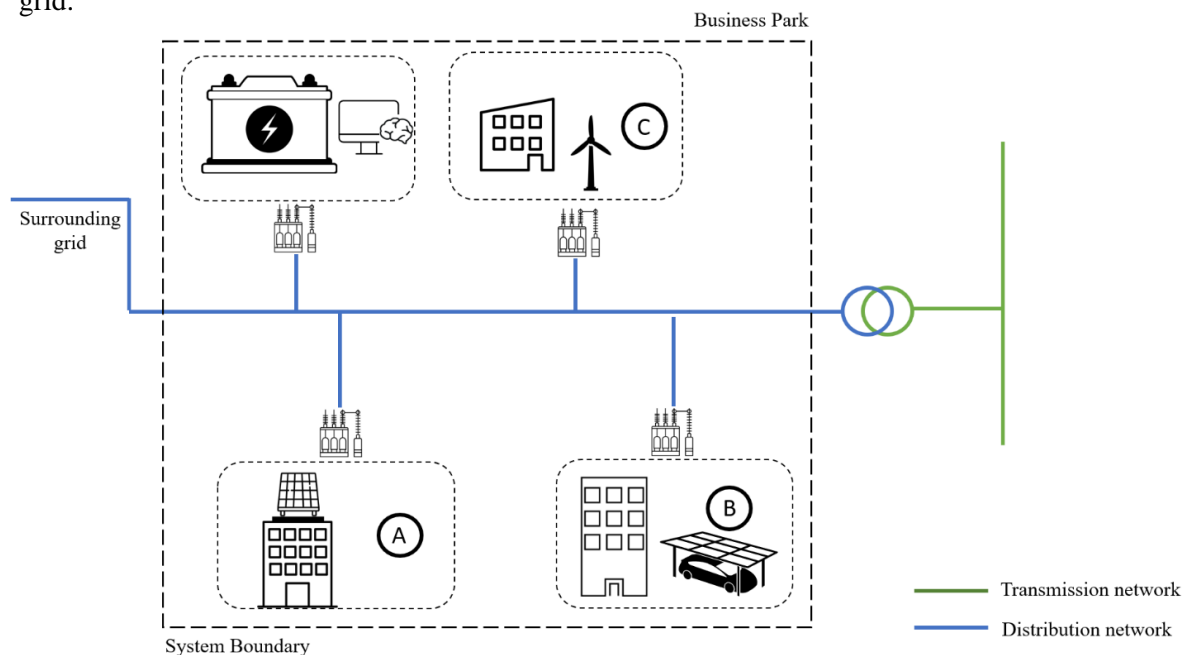 grid.
Business Park
C
Surrounding
grid
A
B
Transmission network
Distribution network
System Boundary